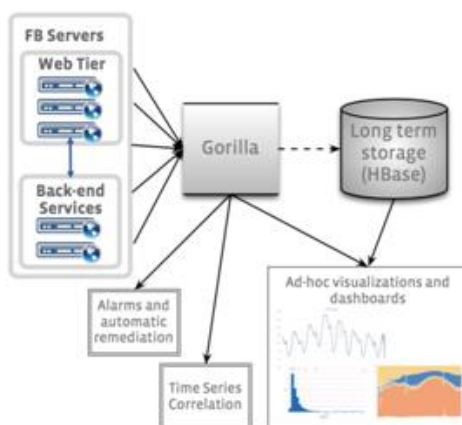 FB Servers
Web Tier
Back-end
Services
Gorilla
Long term
storage
(HBase)
Alarms and
automatic
remediation
Time Series
Correlation
Ad-hoc visualizations and
dashboards